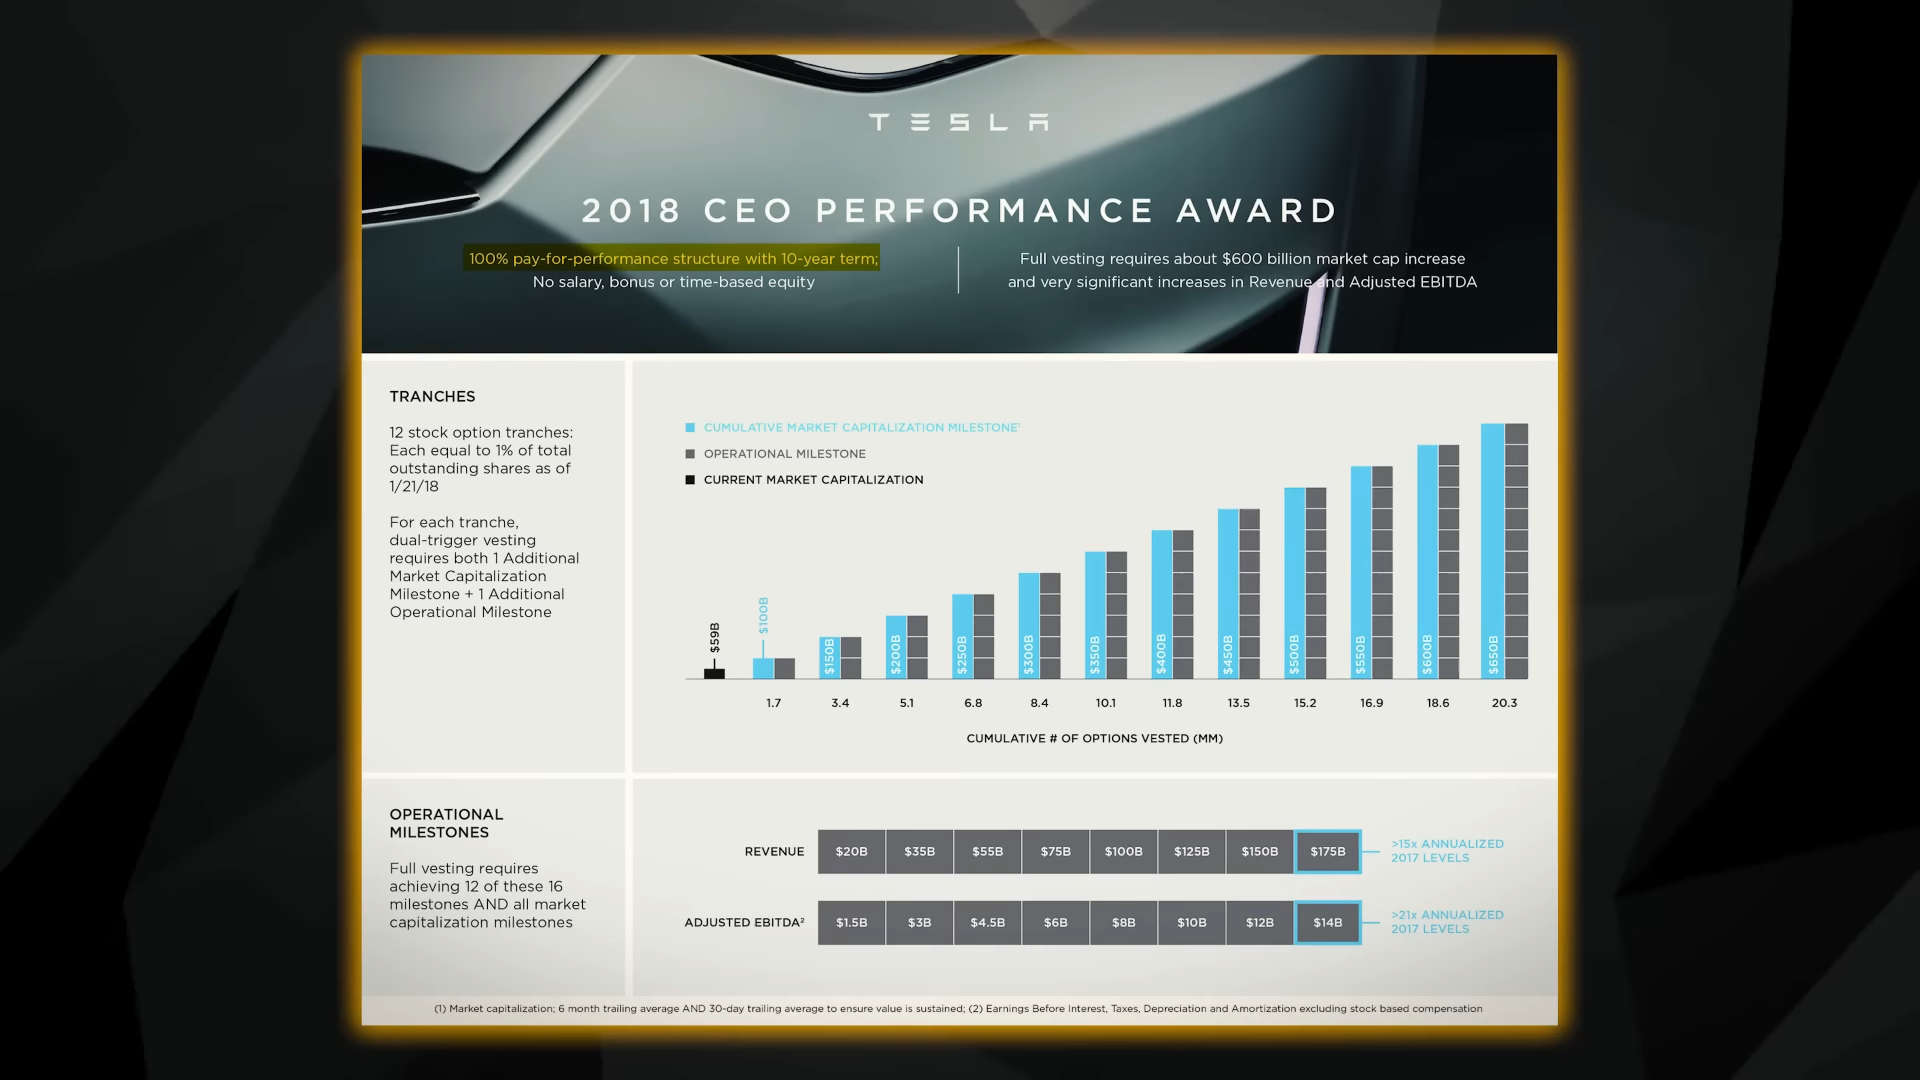 TESLA
2018 CEO PERFORMANCE AWARD
100% pay-for-performance structure with 10-year term;
No salary, bonus or time-based equity
Full vesting requires about $600 billion market cap increase
and very significant increases in Revenue and Adjusted EBITDA
TRANCHES
12 stock option tranches:
Each equal to 1% of total
outstanding shares as of
1/21/18
For each tranche,
dual-trigger vesting
requires both 1 Additional
Market Capitalization
Milestone + 1 Additional
Operational Milestone
CUMULATIVE MARKET CAPITALIZATION MILESTONE¹
OPERATIONAL MILESTONE
CURRENT MARKET CAPITALIZATION
$59B $100B $150B $200B $250B $300B $350B $400B $450B $500B $550B $600B $650B
1.7 3.4 5.1 6.8 8.4 10.1 11.8 13.5 15.2 16.9 18.6 20.3
CUMULATIVE # OF OPTIONS VESTED (MM)
OPERATIONAL
MILESTONES
Full vesting requires
achieving 12 of these 16
milestones AND all market
capitalization milestones
REVENUE $20B $35B $55B $75B $100B $125B $150B $175B
>15x ANNUALIZED
2017 LEVELS
ADJUSTED EBITDA² $1.5B $3B $4.5B $6B $8B $10B $12B $14B
>21x ANNUALIZED
2017 LEVELS
(1) Market capitalization; 6 month trailing average AND 30-day trailing average to ensure value is sustained; (2) Earnings Before Interest, Taxes, Depreciation and Amortization excluding stock based compensation